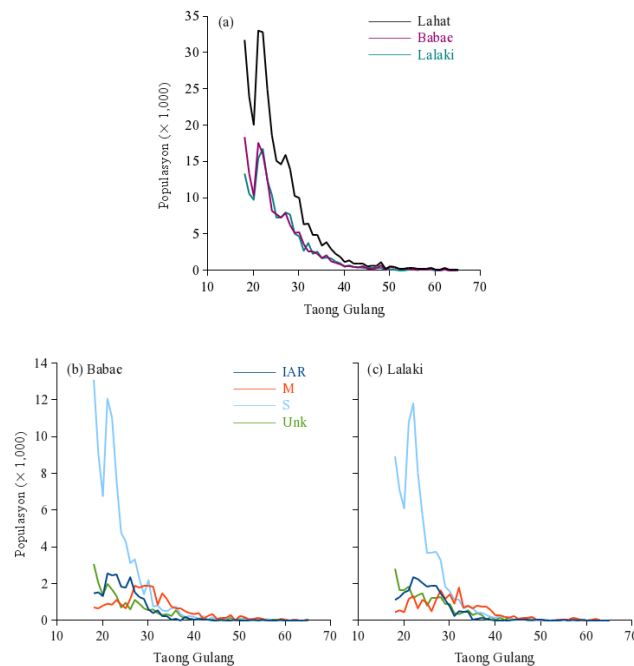 (a)
Lahat
Babae
Lalaki
Populasyon (× 1,000)
35
30
25
20
15
10
5
0
10 20 30 40 50 60 70
Taong Gulang
(b) Babae
IAR
M
S
Unk
Populasyon (× 1,000)
14
12
10
8
6
4
2
0
10 20 30 40 50 60
Taong Gulang
(c) Lalaki
10 20 30 40 50 60 70
Taong Gulang